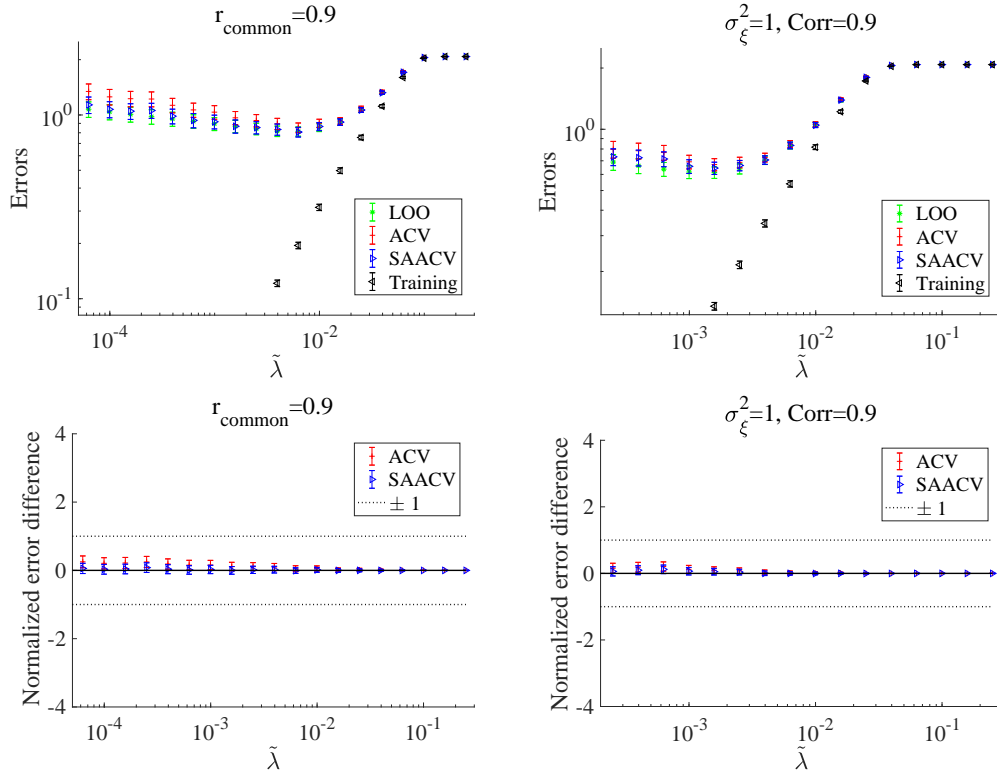 r_common=0.9
Errors
10^0
10^-1
LOO
ACV
SAACV
Training
10^-4
10^-3
10^-2
10^-1
λ̃
σ_ξ^2=1, Corr=0.9
Errors
10^0
LOO
ACV
SAACV
Training
10^-3
10^-2
10^-1
λ̃
r_common=0.9
Normalized error difference
4
2
0
-2
-4
ACV
SAACV
± 1
10^-4
10^-3
10^-2
10^-1
λ̃
σ_ξ^2=1, Corr=0.9
Normalized error difference
4
2
0
-2
-4
ACV
SAACV
± 1
10^-3
10^-2
10^-1
λ̃